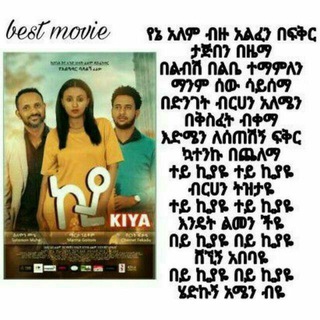 best movie
የኔ አለም ብዙ አልፈን በፍቅር
ታጅበን በዜማ
በልብሽ በልቤ ተማምለን
ማንም ሰው ሳይሰማ
በድንገት ብርሀን አለሜን
በቅስፈት ብቀማ
እድሜን ለሰጠሽኝ ፍቅር
ኳተንኩ በጨለማ
ተይ ኪያዬ ተይ ኪያዬ
ብርሀን ትዝታዬ
ተይ ኪያዬ ተይ ኪያዬ
እንዴት ልመን ችዬ
በይ ኪያዬ በይ ኪያዬ
ሸኚኝ አበባዬ
በይ ኪያዬ በይ ኪያዬ
ሄድኩኝ አሜን ብዬ
ኪያ
KIYA